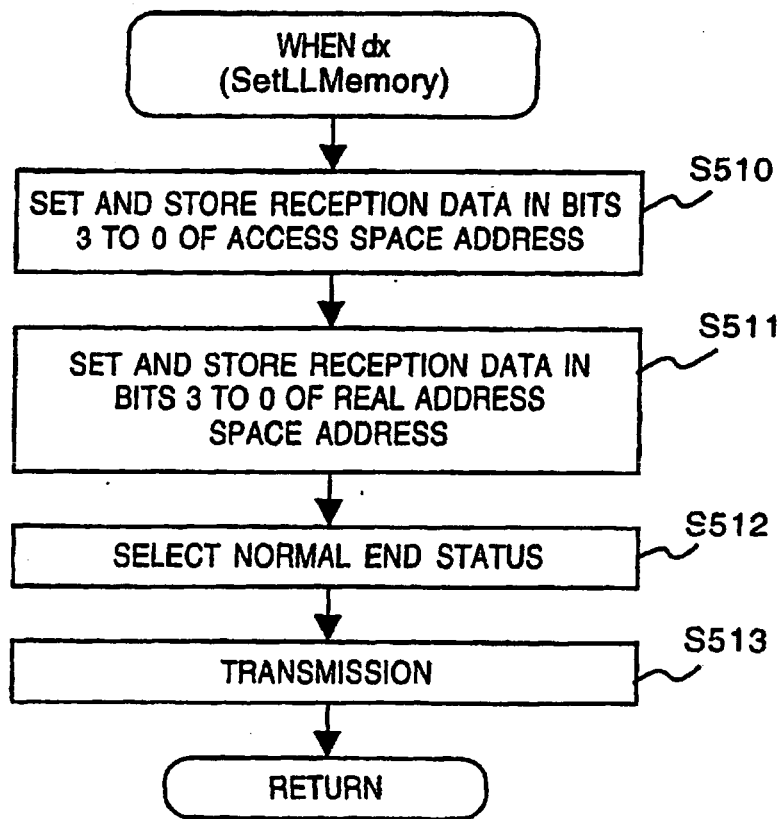 WHEN dx
(SetLLMemory)
S510
SET AND STORE RECEPTION DATA IN BITS
3 TO 0 OF ACCESS SPACE ADDRESS
S511
SET AND STORE RECEPTION DATA IN
BITS 3 TO 0 OF REAL ADDRESS
SPACE ADDRESS
S512
SELECT NORMAL END STATUS
S513
TRANSMISSION
RETURN